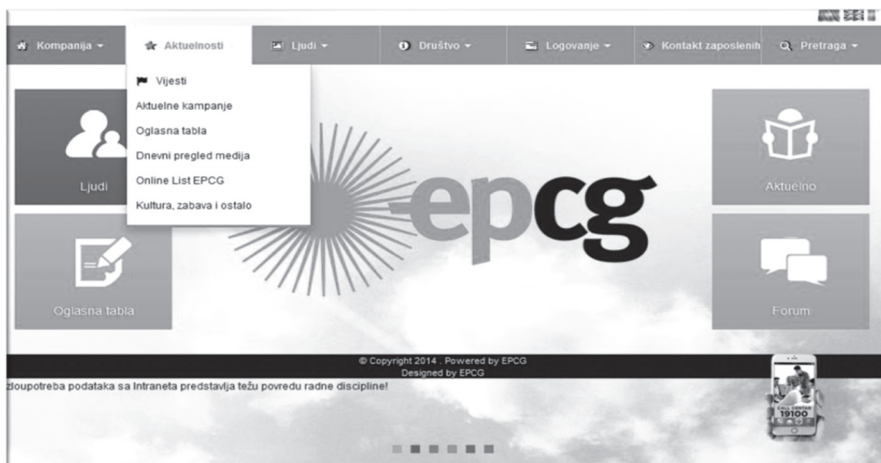 Kompanija Aktuelnosti Ljudi Društvo Logovanje Kontakt zaposlenih Pretraga
Vijesti
Aktuelne kampanje
Oglasna tabla
Dnevni pregled medija
Online List EPCG
Kultura, zabava i ostalo
Ljudi
Oglasna tabla
epcg
Aktuelno
Forum
© Copyright 2014 . Powered by EPCG
Designed by EPCG
zloupotreba podataka sa Intraneta predstavlja težu povredu radne discipline!
CALL CENTAR
19100